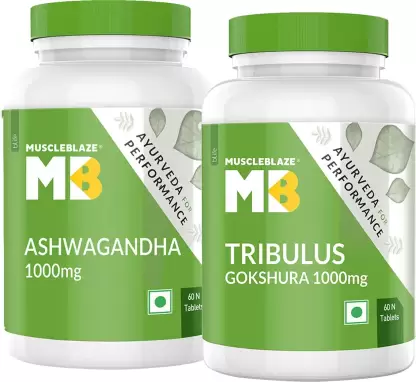 MUSCLEBLAZE®
MB
AYURVEDA FOR
PERFORMANCE
ASHWAGANDHA
1000mg
60 N
Tablets
MUSCLEBLAZE®
MB
AYURVEDA FOR
PERFORMANCE
TRIBULUS
GOKSHURA 1000mg
60 N
Tablets